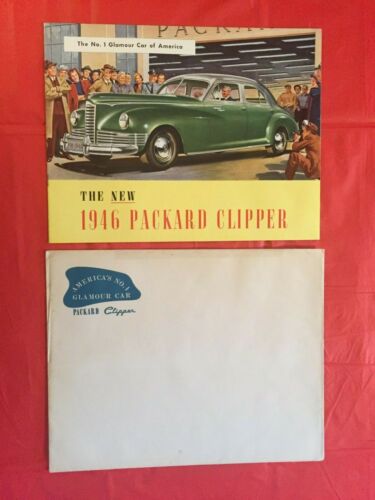 PACKARD
The No. 1 Glamour Car of America
THE NEW
1946 PACKARD CLIPPER
AMERICA'S NO. 1
GLAMOUR CAR
PACKARD Clipper